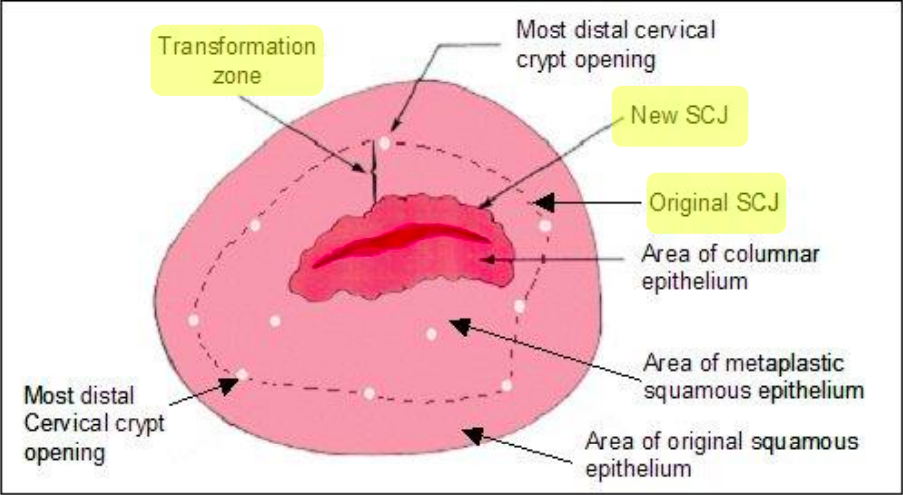 Transformation
zone
Most distal cervical
crypt opening
New SCJ
Original SCJ
Area of columnar
epithelium
Area of metaplastic
squamous epithelium
Most distal
Cervical crypt
opening
Area of original squamous
epithelium